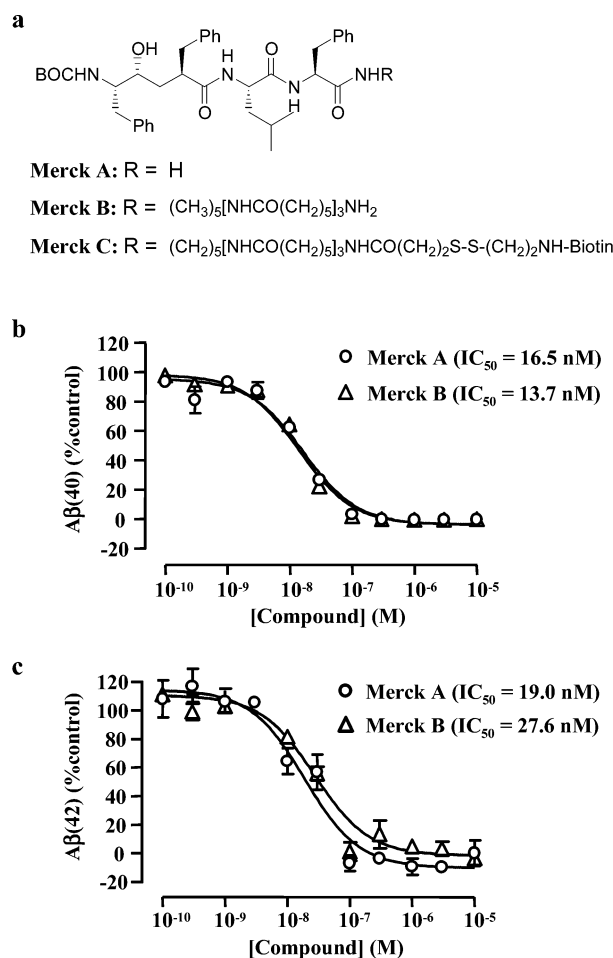 a
Ph
OH
H
O
Ph
BOCHN
N
N
NHR
O
H
O
Ph
Merck A: R = H
Merck B: R = (CH3)5[NHCO(CH2)5]3NH2
Merck C: R = (CH2)5[NHCO(CH2)5]3NHCO(CH2)2S-S-(CH2)2NH-Biotin
b
Aβ(40) (%control)
120
100
80
60
40
20
0
-20
Merck A (IC50 = 16.5 nM)
Merck B (IC50 = 13.7 nM)
10-10 10-9 10-8 10-7 10-6 10-5
[Compound] (M)
c
Aβ(42) (%control)
120
100
80
60
40
20
0
-20
Merck A (IC50 = 19.0 nM)
Merck B (IC50 = 27.6 nM)
10-10 10-9 10-8 10-7 10-6 10-5
[Compound] (M)